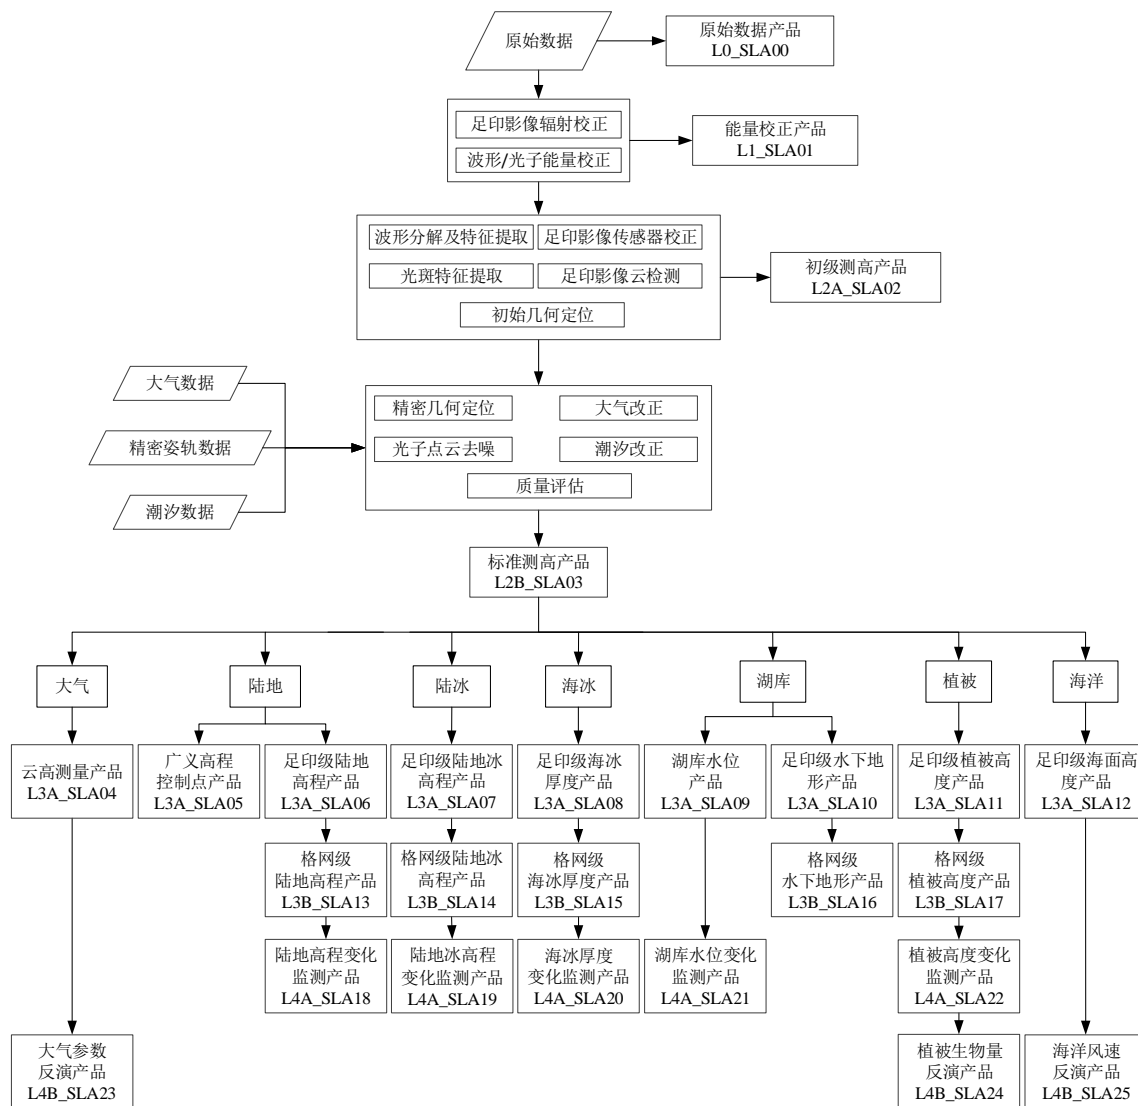 原始数据
原始数据产品
L0_SLA00
足印影像辐射校正
波形/光子能量校正
能量校正产品
L1_SLA01
波形分解及特征提取
足印影像传感器校正
光斑特征提取
足印影像云检测
初始几何定位
初级测高产品
L2A_SLA02
大气数据
精密姿轨数据
潮汐数据
精密几何定位
大气改正
光子点云去噪
潮汐改正
质量评估
标准测高产品
L2B_SLA03
大气
陆地
陆冰
海冰
湖库
植被
海洋
云高测量产品
L3A_SLA04
广义高程
控制点产品
L3A_SLA05
足印级陆地
高程产品
L3A_SLA06
足印级陆地冰
高程产品
L3A_SLA07
足印级海冰
厚度产品
L3A_SLA08
湖库水位
产品
L3A_SLA09
足印级水下地
形产品
L3A_SLA10
足印级植被高
度产品
L3A_SLA11
足印级海面高
度产品
L3A_SLA12
格网级
陆地高程产品
L3B_SLA13
格网级陆地冰
高程产品
L3B_SLA14
格网级
海冰厚度产品
L3B_SLA15
格网级
水下地形产品
L3B_SLA16
格网级
植被高度产品
L3B_SLA17
陆地高程变化
监测产品
L4A_SLA18
陆地冰高程
变化监测产品
L4A_SLA19
海冰厚度
变化监测产品
L4A_SLA20
湖库水位变化
监测产品
L4A_SLA21
植被高度变化
监测产品
L4A_SLA22
大气参数
反演产品
L4B_SLA23
植被生物量
反演产品
L4B_SLA24
海洋风速
反演产品
L4B_SLA25